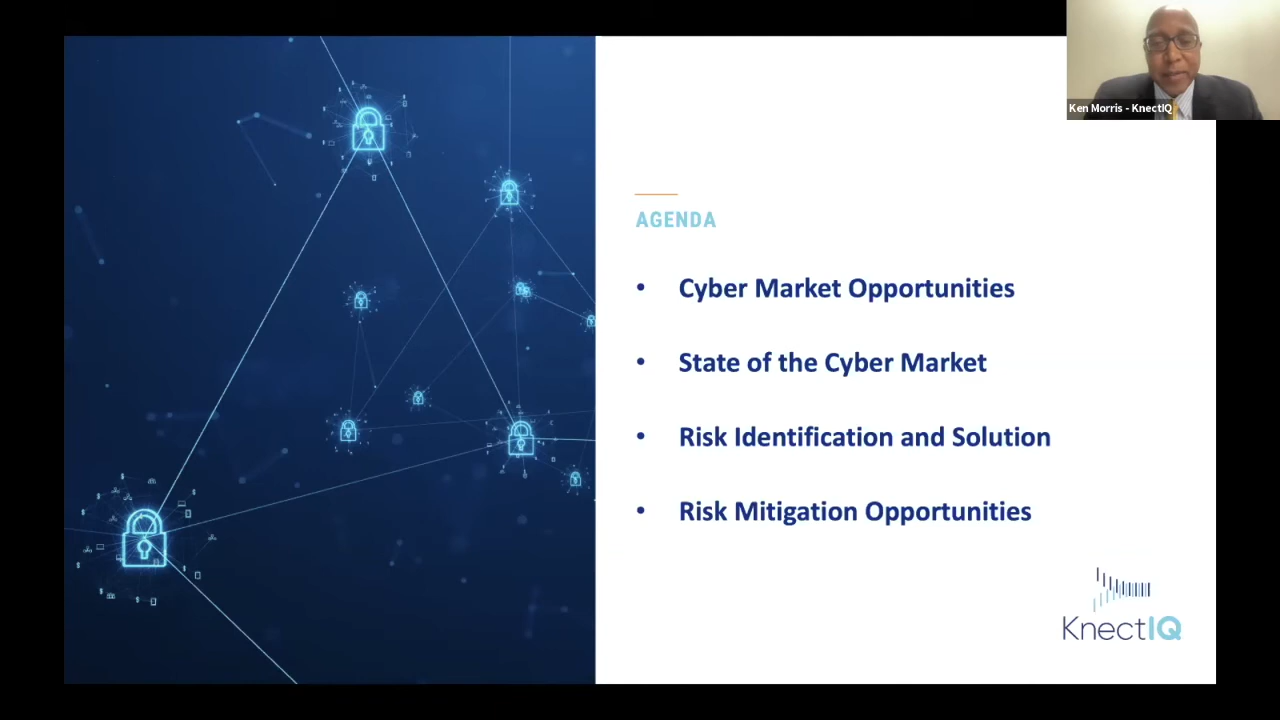 Ken Morris - KnectIQ
AGENDA
• Cyber Market Opportunities
• State of the Cyber Market
• Risk Identification and Solution
• Risk Mitigation Opportunities
KnectIQ